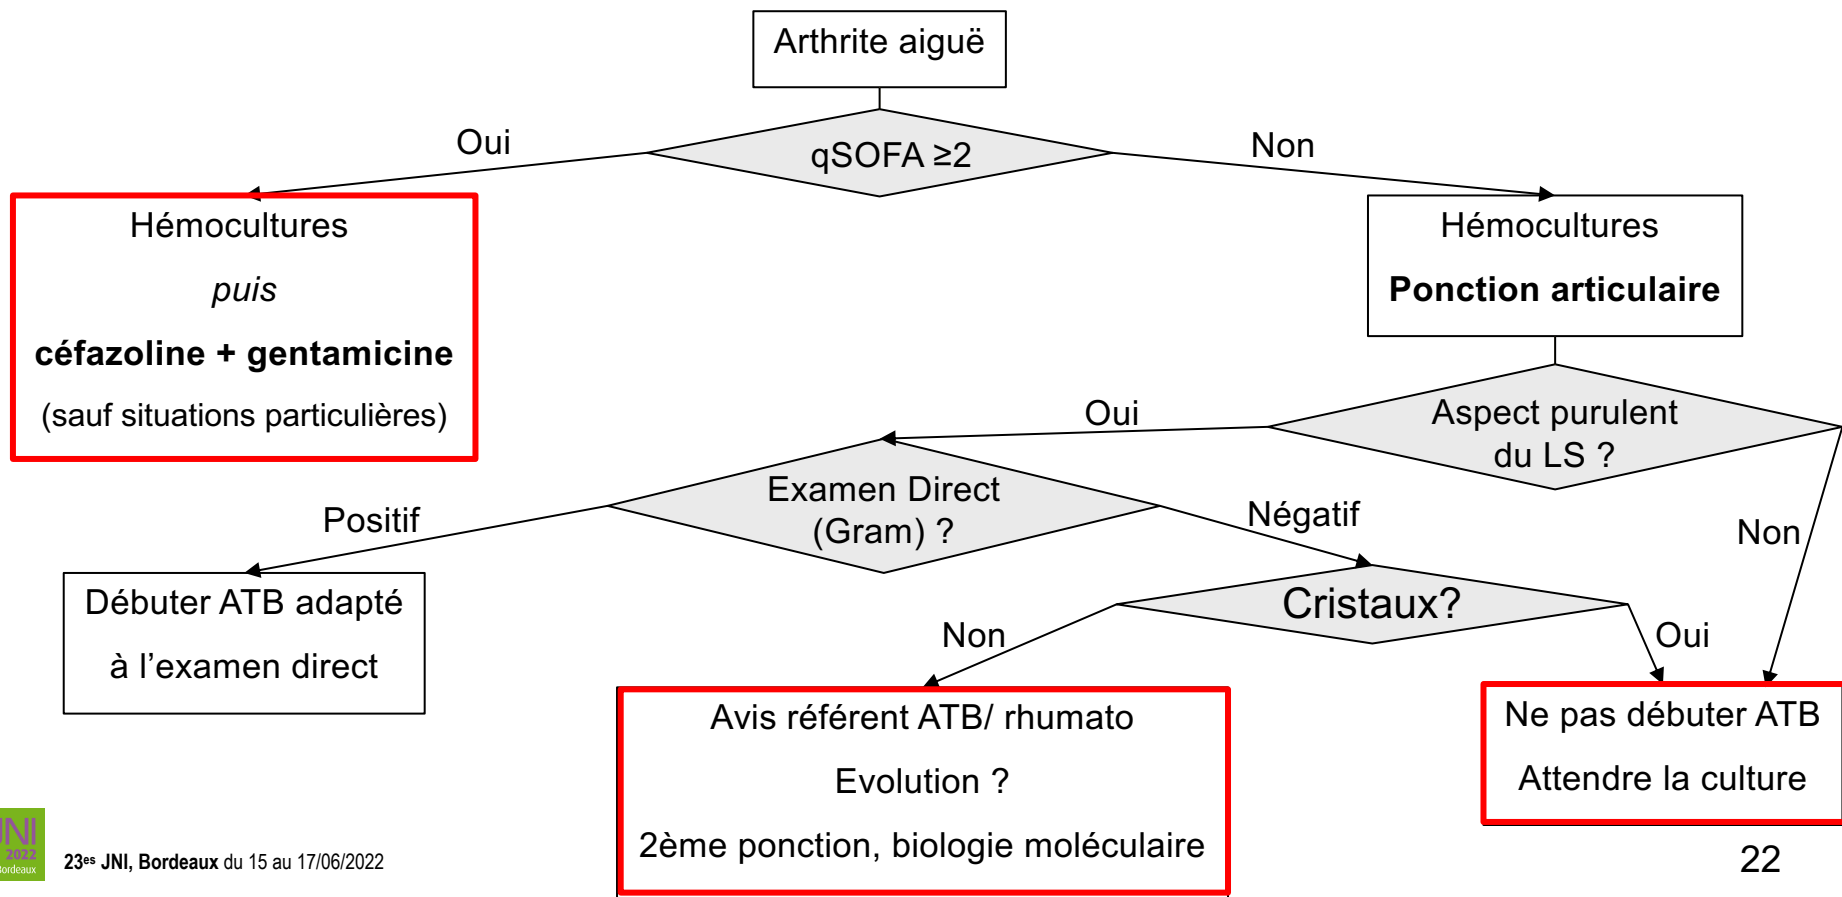 Arthrite aiguë
qSOFA ≥2
Oui
Non
Hémocultures
puis
céfazoline + gentamicine
(sauf situations particulières)
Hémocultures
Ponction articulaire
Aspect purulent
du LS ?
Oui
Non
Examen Direct
(Gram) ?
Positif
Négatif
Débuter ATB adapté
à l’examen direct
Cristaux?
Non
Oui
Avis référent ATB/ rhumato
Evolution ?
2ème ponction, biologie moléculaire
Ne pas débuter ATB
Attendre la culture
JNI
2022
Bordeaux
23es JNI, Bordeaux du 15 au 17/06/2022
22